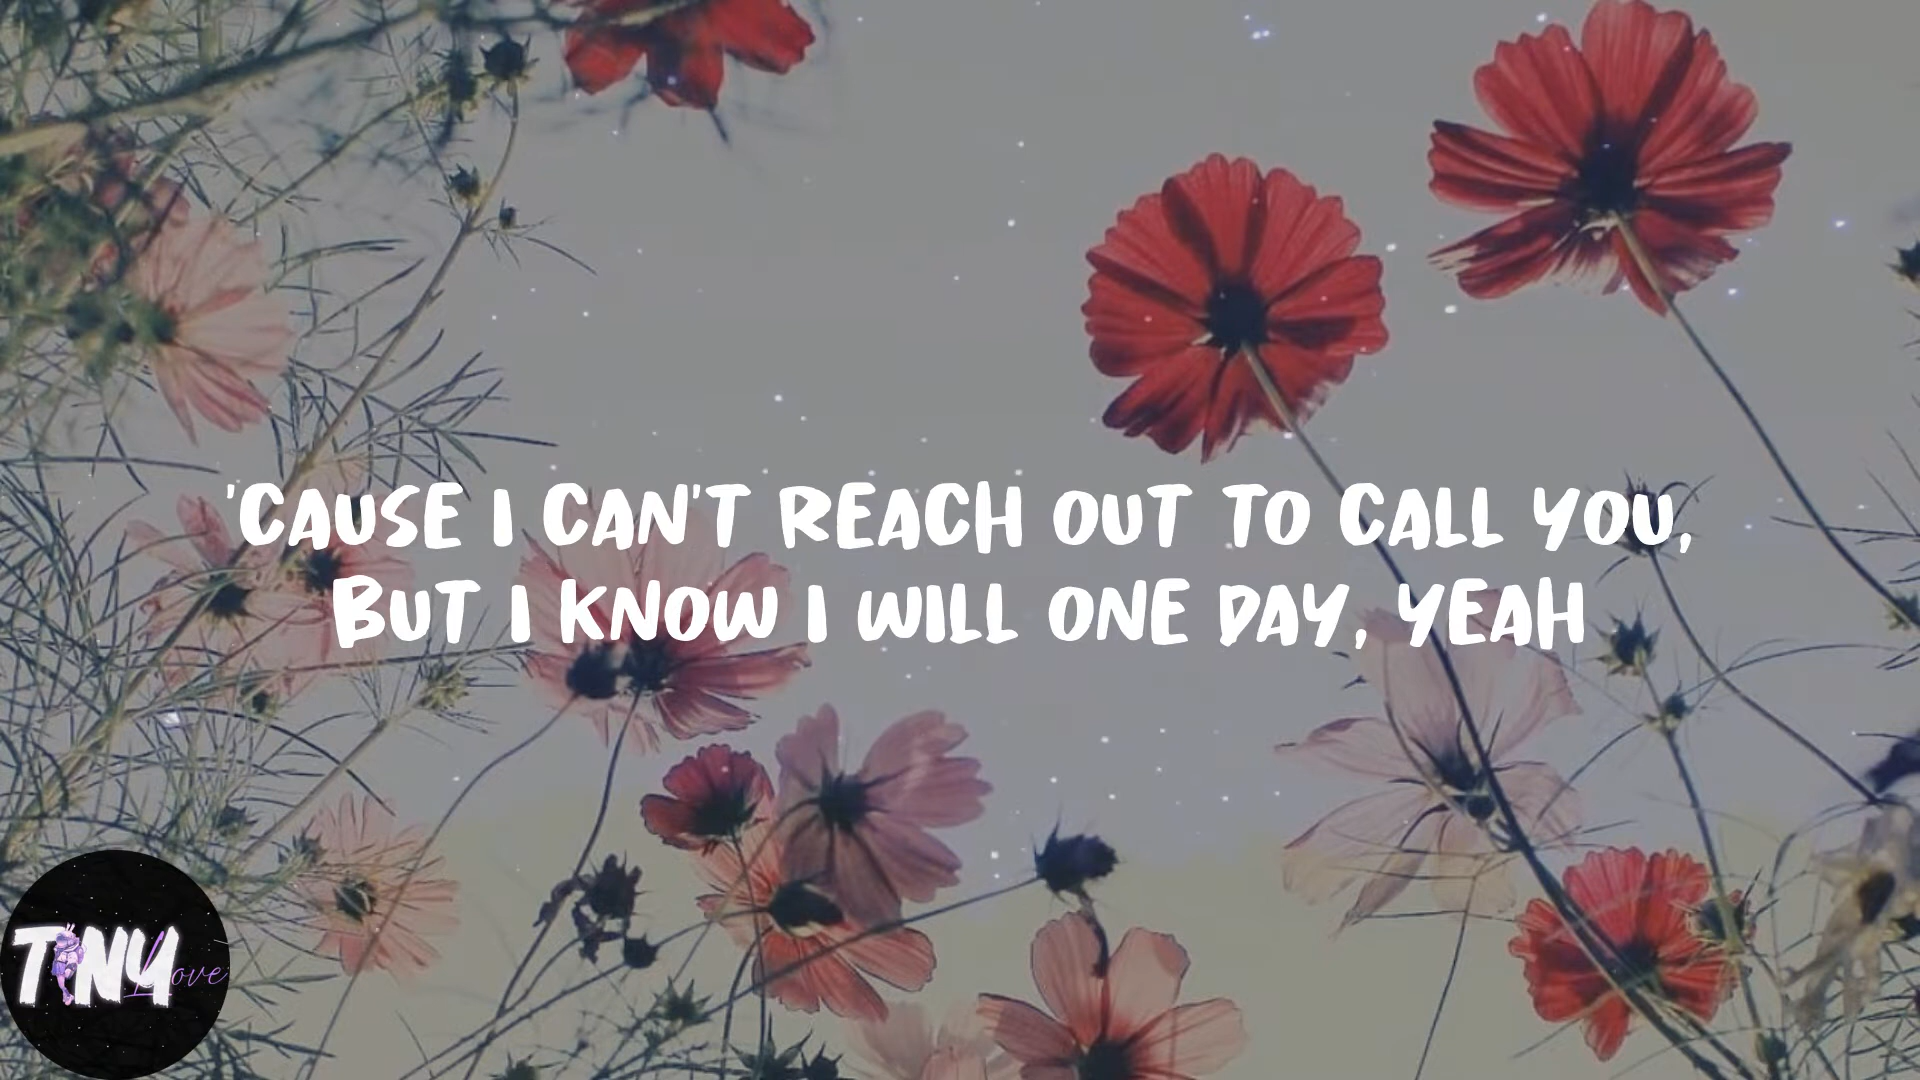 'CAUSE I CAN'T REACH OUT TO CALL YOU,
BUT I KNOW I WILL ONE DAY, YEAH
TINY
Love